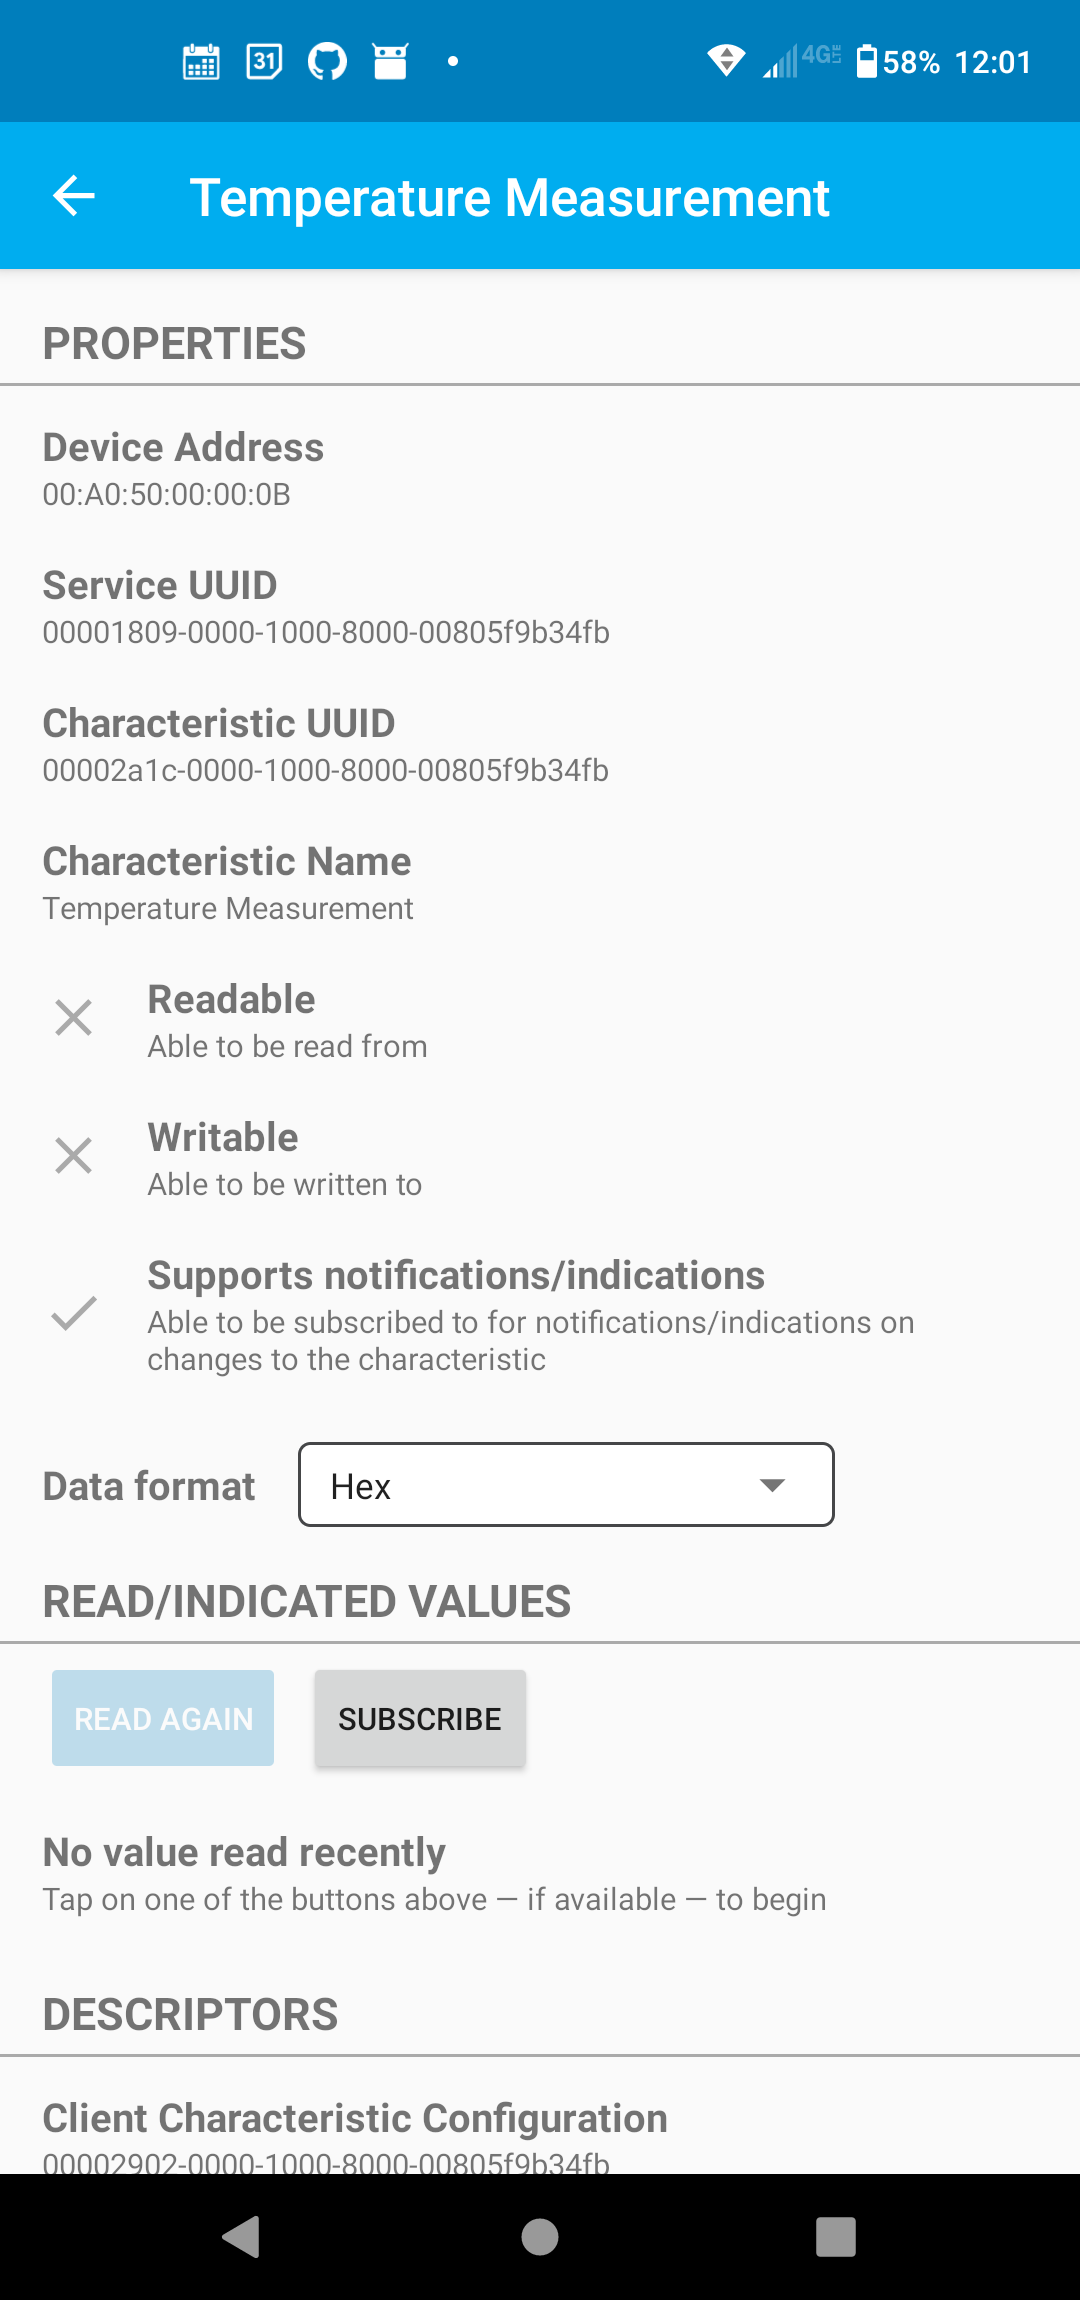 31
4G LTE
58% 12:01
Temperature Measurement
PROPERTIES
Device Address
00:A0:50:00:00:0B
Service UUID
00001809-0000-1000-8000-00805f9b34fb
Characteristic UUID
00002a1c-0000-1000-8000-00805f9b34fb
Characteristic Name
Temperature Measurement
Readable
Able to be read from
Writable
Able to be written to
Supports notifications/indications
Able to be subscribed to for notifications/indications on
changes to the characteristic
Data format
Hex
READ/INDICATED VALUES
READ AGAIN
SUBSCRIBE
No value read recently
Tap on one of the buttons above — if available — to begin
DESCRIPTORS
Client Characteristic Configuration
00002902-0000-1000-8000-00805f9b34fb